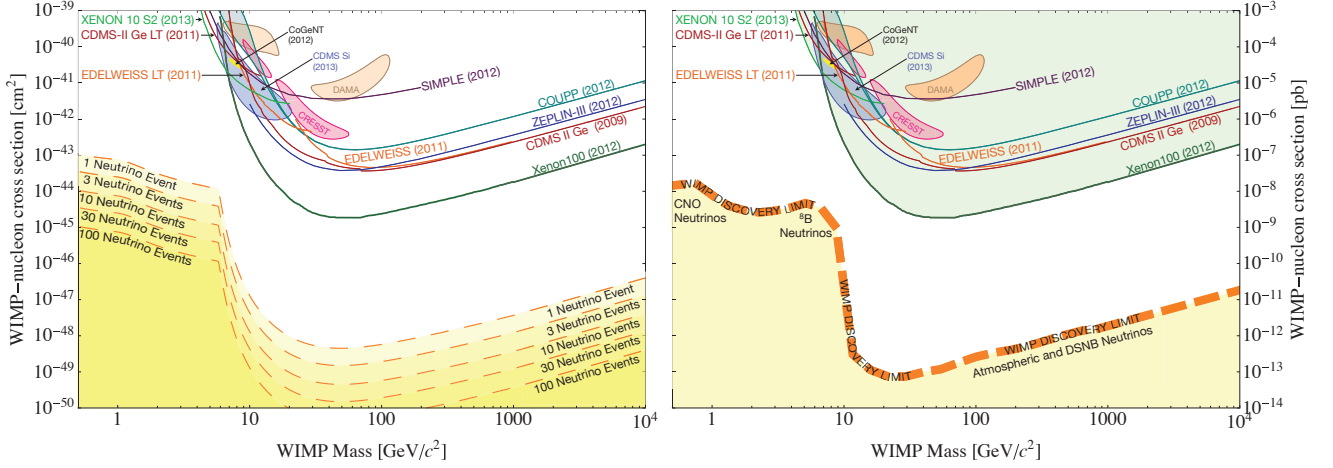 10⁻³⁹
10⁻⁴⁰
10⁻⁴¹
10⁻⁴²
10⁻⁴³
10⁻⁴⁴
10⁻⁴⁵
10⁻⁴⁶
10⁻⁴⁷
10⁻⁴⁸
10⁻⁴⁹
10⁻⁵⁰
WIMP−nucleon cross section [cm²]
XENON 10 S2 (2013)
CDMS-II Ge LT (2011)
EDELWEISS LT (2011)
CoGeNT
(2012)
CDMS Si
(2013)
DAMA
CRESST
SIMPLE (2012)
COUPP (2012)
ZEPLIN-III (2012)
CDMS II Ge (2009)
EDELWEISS (2011)
Xenon100 (2012)
1 Neutrino Event
3 Neutrino Events
10 Neutrino Events
30 Neutrino Events
100 Neutrino Events
1 Neutrino Event
3 Neutrino Events
10 Neutrino Events
30 Neutrino Events
100 Neutrino Events
1 10 100 1000 10⁴
WIMP Mass [GeV/c²]
XENON 10 S2 (2013)
CDMS-II Ge LT (2011)
EDELWEISS LT (2011)
CoGeNT
(2012)
CDMS Si
(2013)
DAMA
CRESST
SIMPLE (2012)
COUPP (2012)
ZEPLIN-III (2012)
CDMS II Ge (2009)
EDELWEISS (2011)
Xenon100 (2012)
WIMP DISCOVERY LIMIT
CNO
Neutrinos
⁸B
Neutrinos
WIMP DISCOVERY LIMIT
WIMP DISCOVERY LIMIT
Atmospheric and DSNB Neutrinos
1 10 100 1000 10⁴
WIMP Mass [GeV/c²]
10⁻³
10⁻⁴
10⁻⁵
10⁻⁶
10⁻⁷
10⁻⁸
10⁻⁹
10⁻¹⁰
10⁻¹¹
10⁻¹²
10⁻¹³
10⁻¹⁴
WIMP−nucleon cross section [pb]